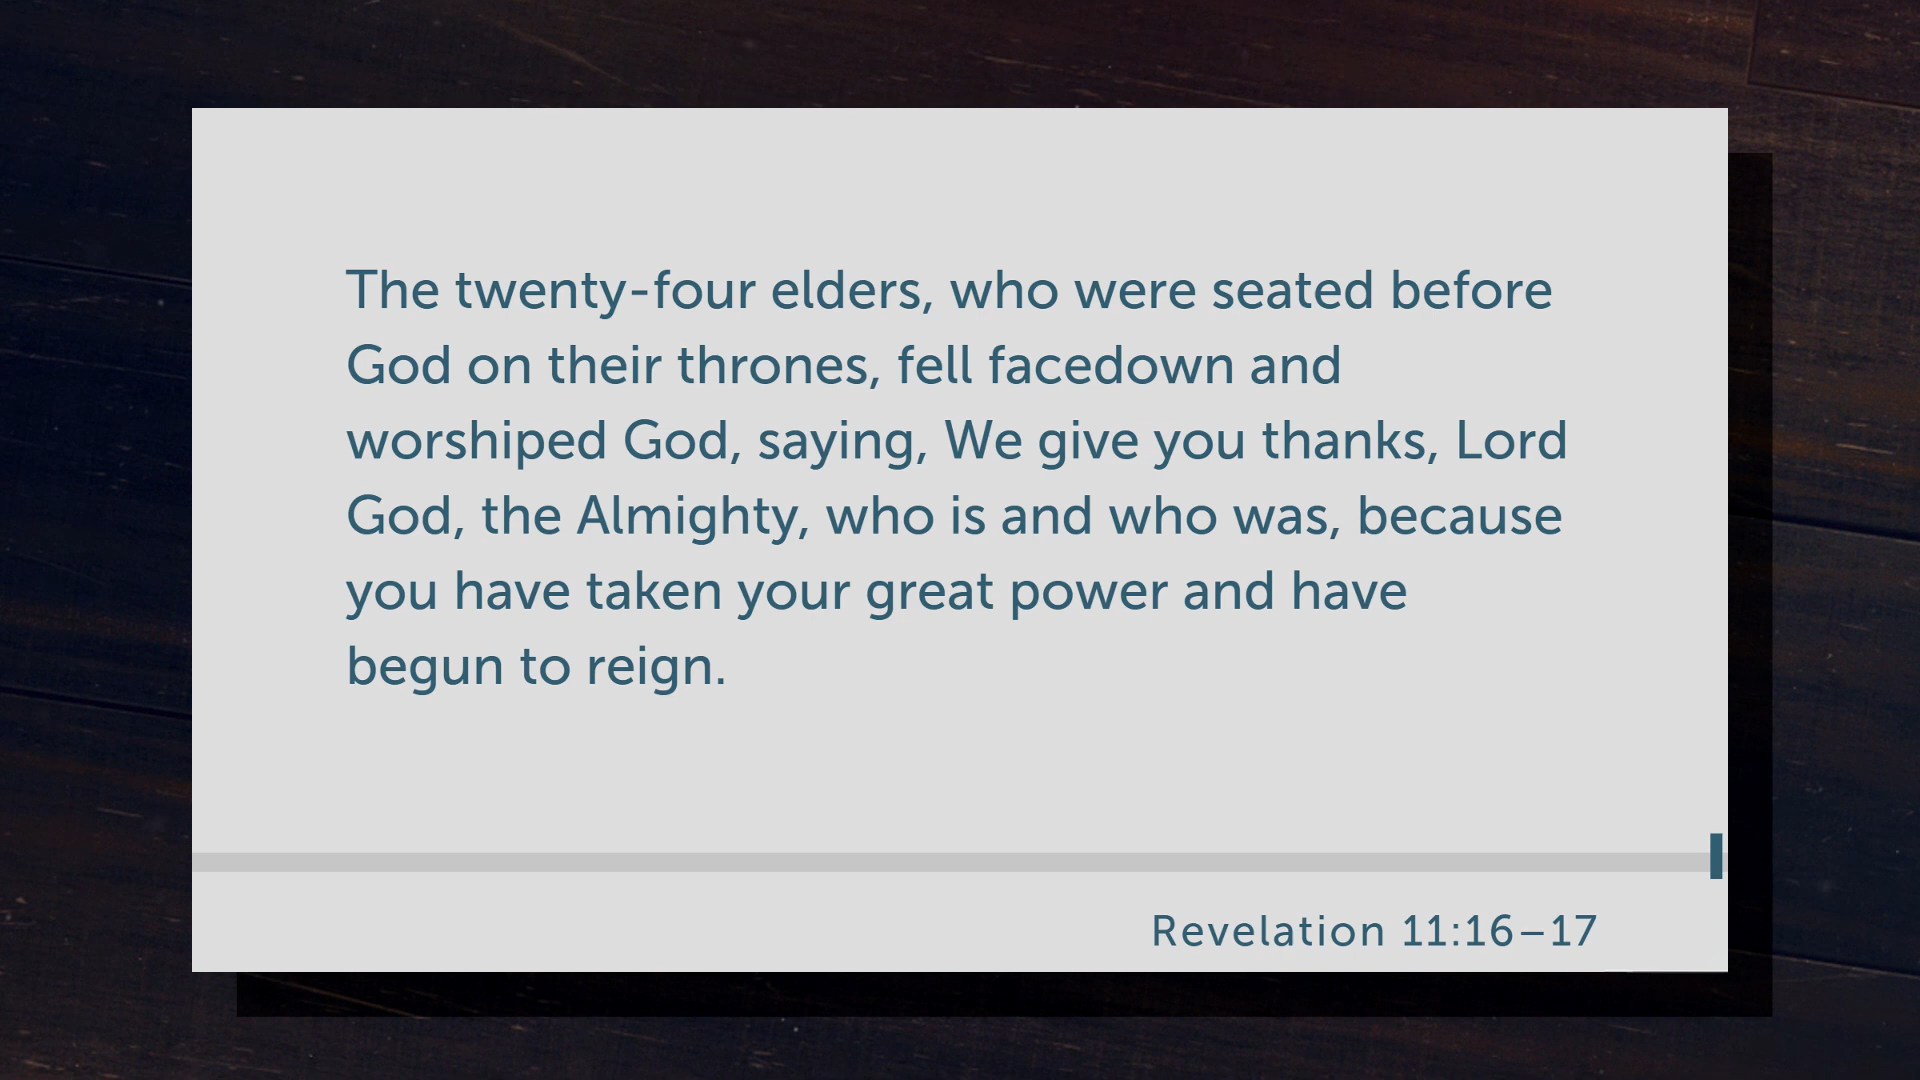 The twenty-four elders, who were seated before
God on their thrones, fell facedown and
worshiped God, saying, We give you thanks, Lord
God, the Almighty, who is and who was, because
you have taken your great power and have
begun to reign.
Revelation 11:16–17